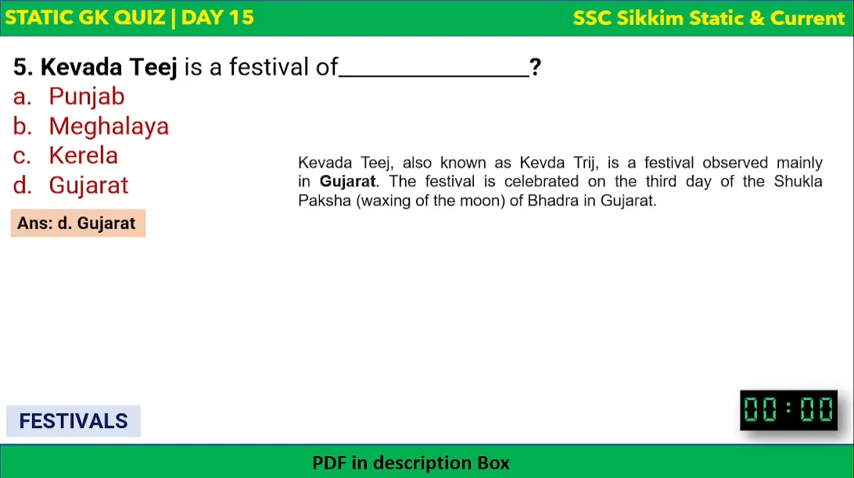 STATIC GK QUIZ | DAY 15
SSC Sikkim Static & Current
5. Kevada Teej is a festival of_______________?
a. Punjab
b. Meghalaya
c. Kerela
d. Gujarat
Ans: d. Gujarat
Kevada Teej, also known as Kevda Trij, is a festival observed mainly
in Gujarat. The festival is celebrated on the third day of the Shukla
Paksha (waxing of the moon) of Bhadra in Gujarat.
FESTIVALS
00:00
PDF in description Box